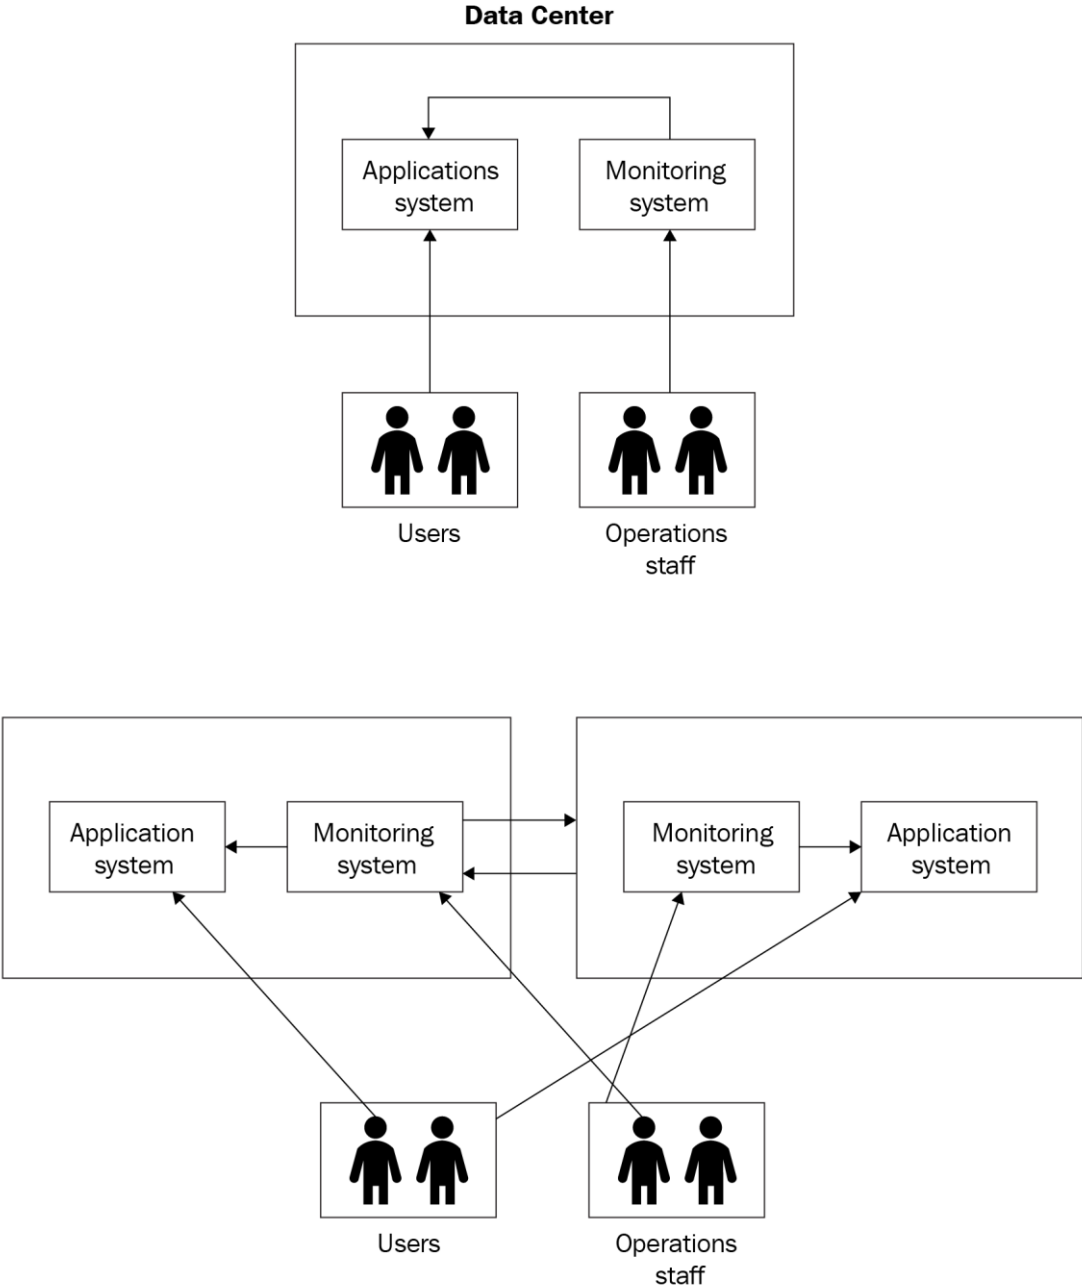 Data Center
Applications
system
Monitoring
system
Users
Operations
staff
Application
system
Monitoring
system
Monitoring
system
Application
system
Users
Operations
staff